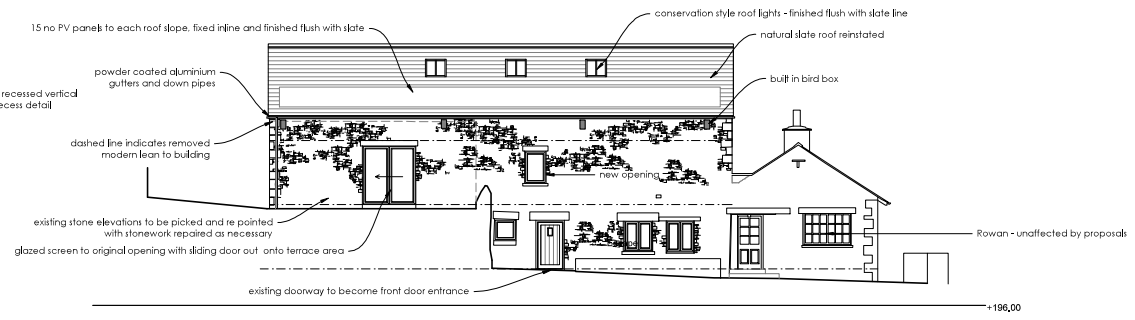 conservation style roof lights - finished flush with slate line
15 no PV panels to each roof slope, fixed inline and finished flush with slate
natural slate roof reinstated
powder coated aluminium
gutters and down pipes
built in bird box
recessed vertical
ecess detail
dashed line indicates removed
modern lean to building
new opening
existing stone elevations to be picked and re pointed
with stonework repaired as necessary
glazed screen to original opening with sliding door out onto terrace area
Rowan - unaffected by proposals
existing doorway to become front door entrance
+196.00